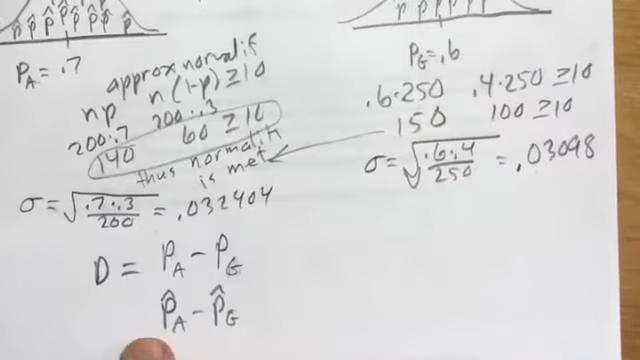 p̂ p̂ p̂ p̂ p̂ p̂ p̂
P_A = .7
approx normal if
np n(1-p) ≥ 10
200·.7 200·.3
140 60 ≥ 10
thus normality
is met
σ = √(.7·.3/200) = .032404
D = P_A - P_G
p̂_A - p̂_G
p p p p p p
P_G = .6
.6·250 .4·250 ≥ 10
150 100 ≥ 10
σ = √(.6·.4/250) = .03098